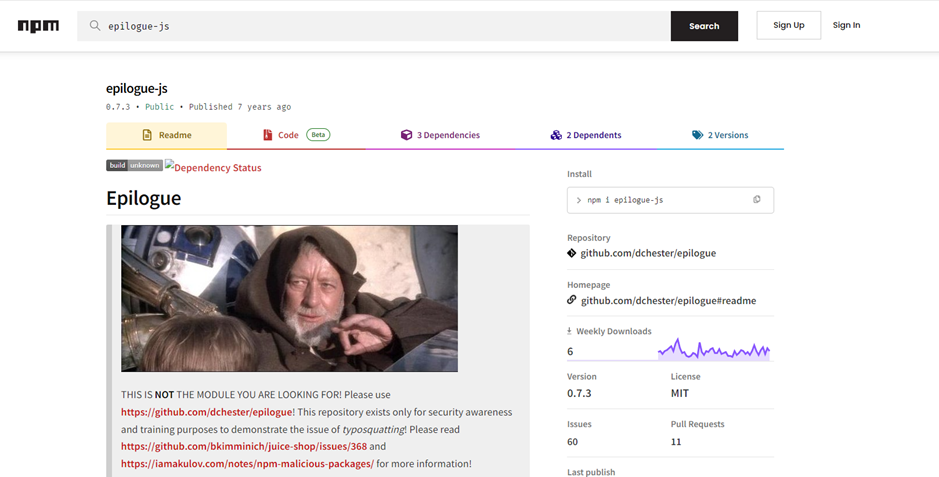 npm
epilogue-js
Search
Sign Up
Sign In
epilogue-js
0.7.3 • Public • Published 7 years ago
Readme
Code Beta
3 Dependencies
2 Dependents
2 Versions
build unknown Dependency Status
Epilogue
THIS IS NOT THE MODULE YOU ARE LOOKING FOR! Please use
https://github.com/dchester/epilogue! This repository exists only for security awareness
and training purposes to demonstrate the issue of typosquatting! Please read
https://github.com/bkimminich/juice-shop/issues/368 and
https://iamakulov.com/notes/npm-malicious-packages/ for more information!
Install
npm i epilogue-js
Repository
github.com/dchester/epilogue
Homepage
github.com/dchester/epilogue#readme
Weekly Downloads
6
Version
License
0.7.3
MIT
Issues
Pull Requests
60
11
Last publish